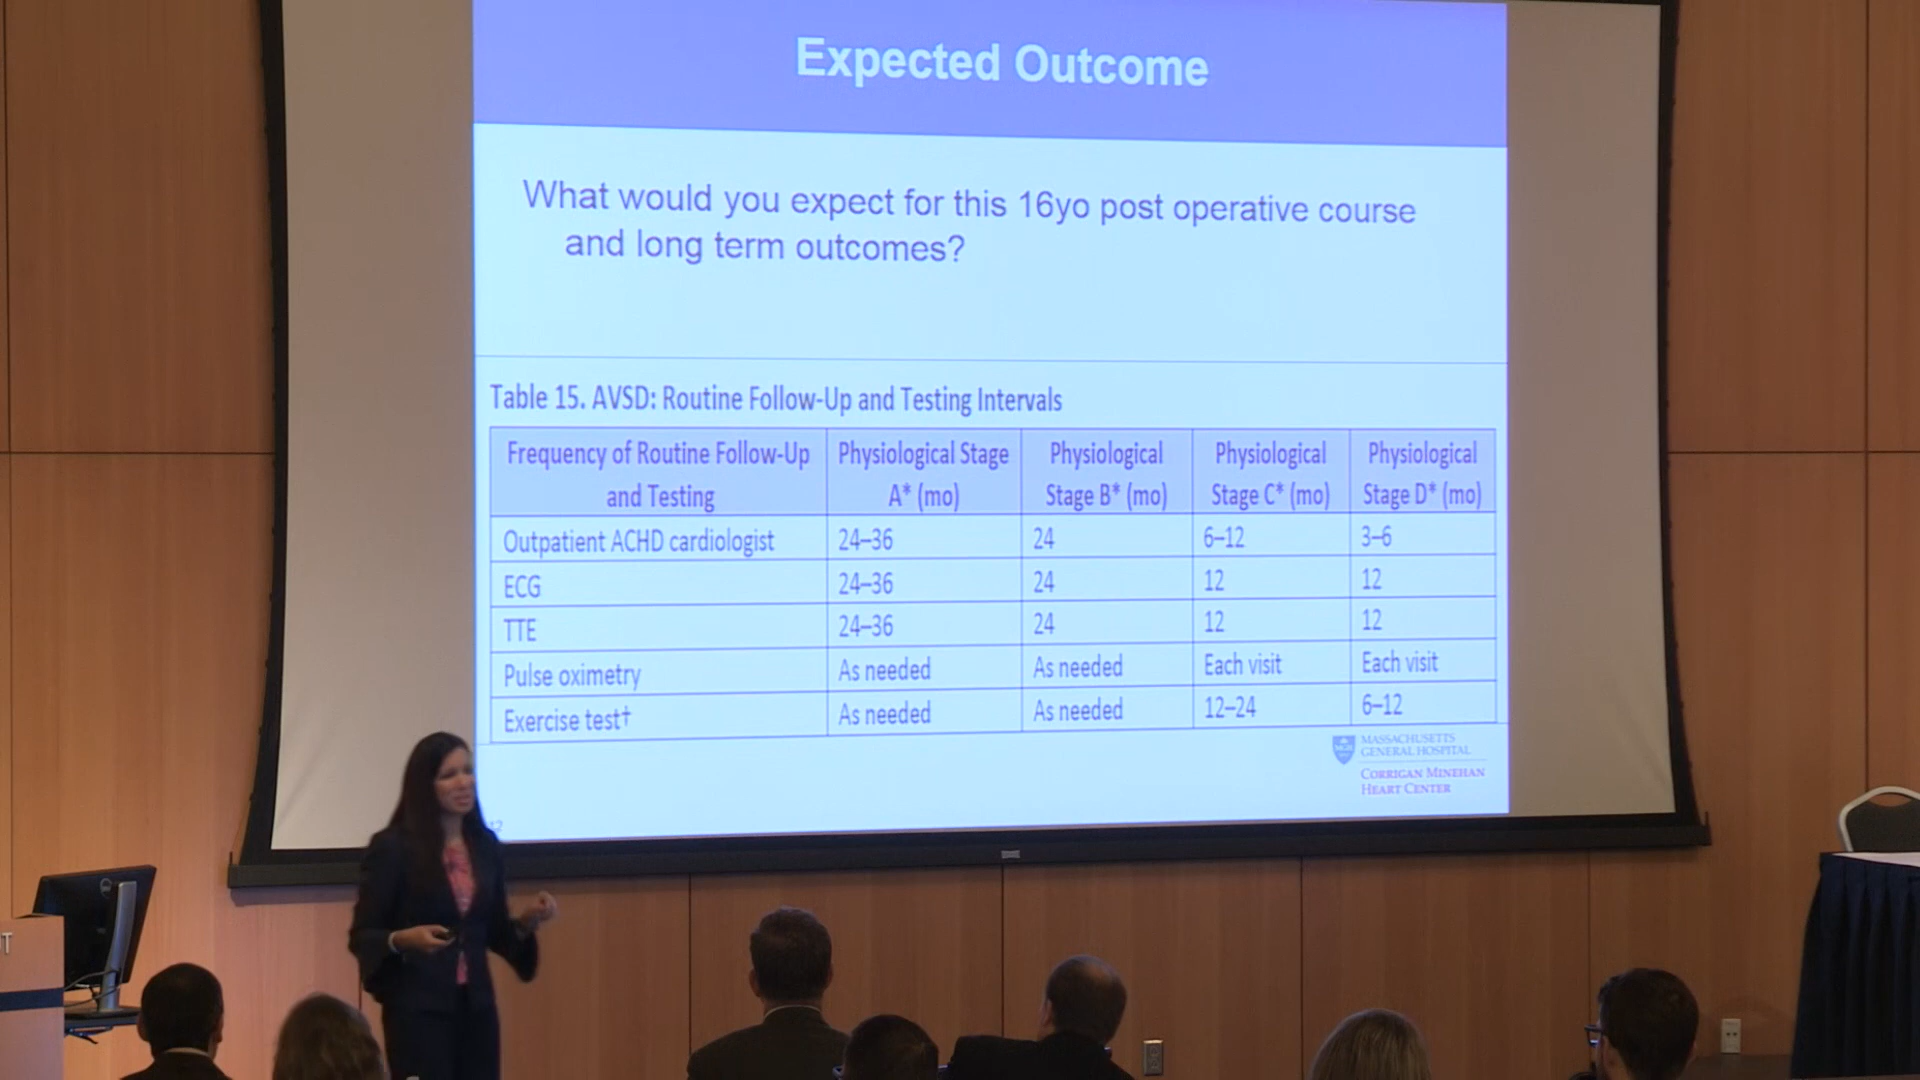 Expected Outcome
What would you expect for this 16yo post operative course
and long term outcomes?
Table 15. AVSD: Routine Follow-Up and Testing Intervals
Frequency of Routine Follow-Up and Testing Physiological Stage A* (mo) Physiological Stage B* (mo) Physiological Stage C* (mo) Physiological Stage D* (mo)
Outpatient ACHD cardiologist 24–36 24 6–12 3–6
ECG 24–36 24 12 12
TTE 24–36 24 12 12
Pulse oximetry As needed As needed Each visit Each visit
Exercise test† As needed As needed 12–24 6–12
MASSACHUSETTS
GENERAL HOSPITAL
CORRIGAN MINEHAN
HEART CENTER
12
T